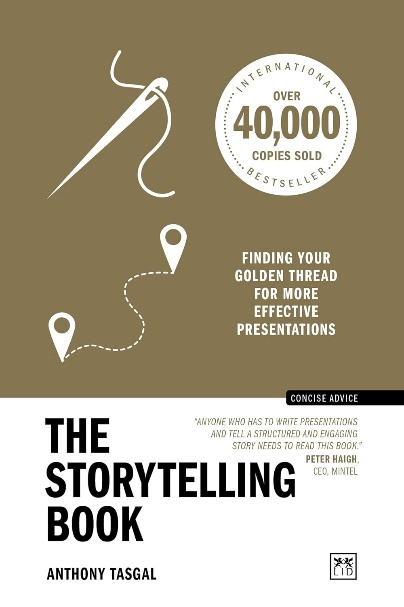 INTERNATIONAL
OVER
40,000
COPIES SOLD
BESTSELLER
FINDING YOUR
GOLDEN THREAD
FOR MORE
EFFECTIVE
PRESENTATIONS
CONCISE ADVICE
"ANYONE WHO HAS TO WRITE PRESENTATIONS
AND TELL A STRUCTURED AND ENGAGING
STORY NEEDS TO READ THIS BOOK."
PETER HAIGH,
CEO, MINTEL
THE
STORYTELLING
BOOK
ANTHONY TASGAL
LID